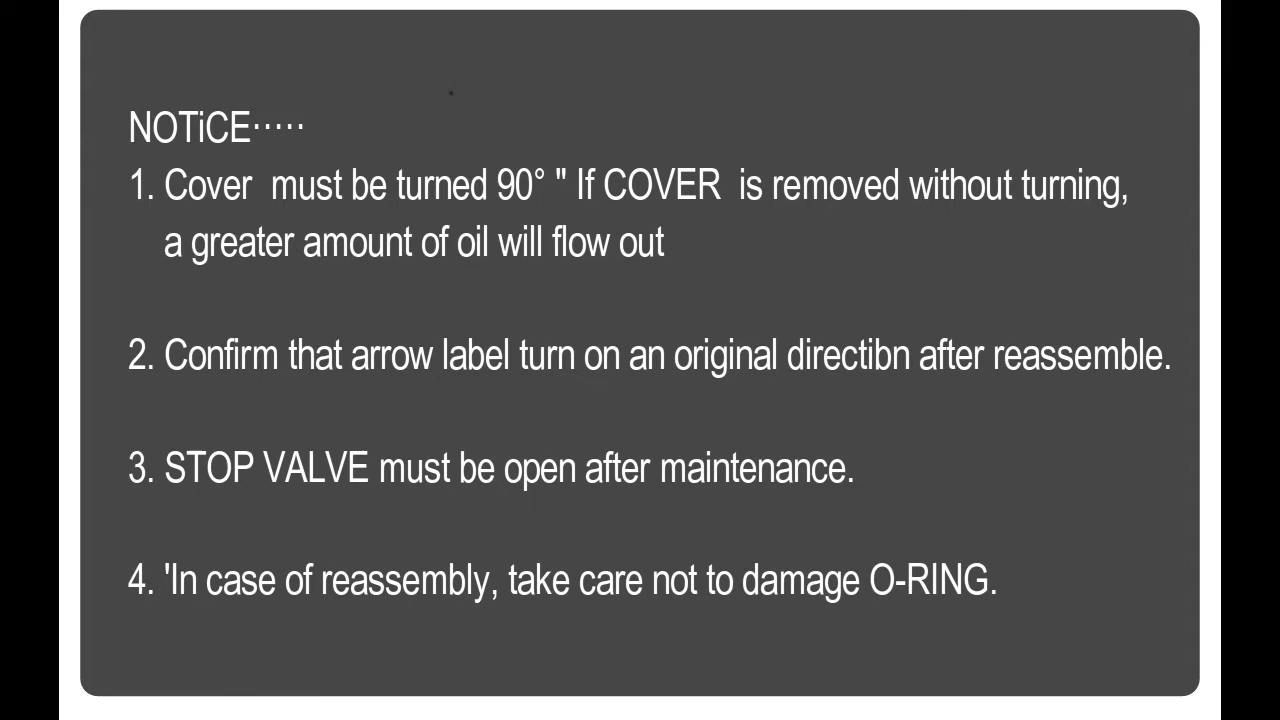 NOTiCE·····
1. Cover must be turned 90° " If COVER is removed without turning,
a greater amount of oil will flow out
2. Confirm that arrow label turn on an original directibn after reassemble.
3. STOP VALVE must be open after maintenance.
4. 'In case of reassembly, take care not to damage O-RING.